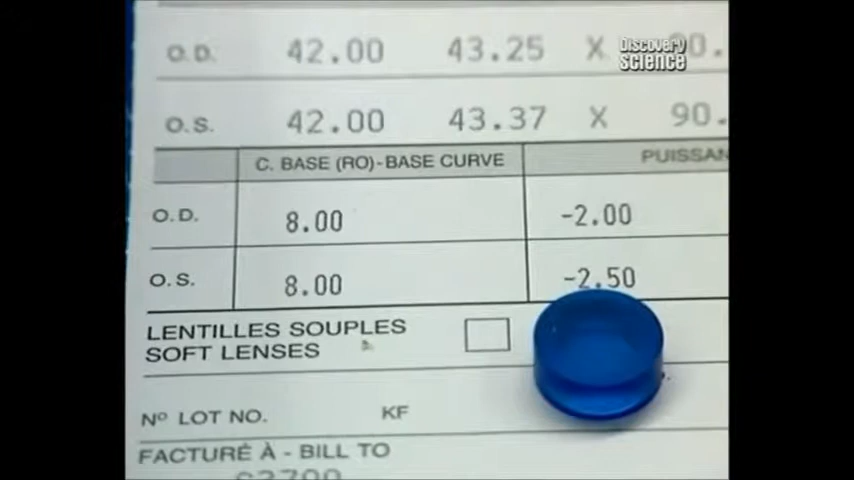 Discovery
SCIENCE
O.D. 42.00 43.25 X 90.
O.S. 42.00 43.37 X 90.
C. BASE (RO)-BASE CURVE
O.D. 8.00 -2.00
O.S. 8.00 -2.50
LENTILLES SOUPLES
SOFT LENSES
Nº LOT NO. KF
FACTURÉ À - BILL TO